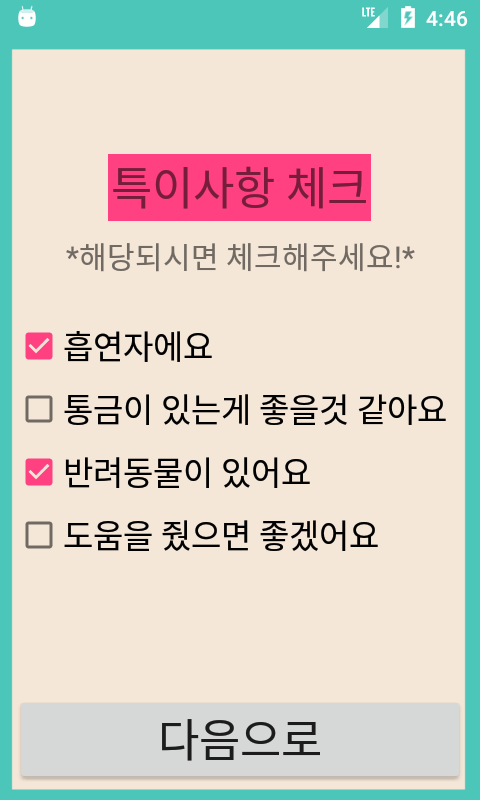 LTE 4:46
특이사항 체크
*해당되시면 체크해주세요!*
흡연자에요
통금이 있는게 좋을것 같아요
반려동물이 있어요
도움을 줬으면 좋겠어요
다음으로